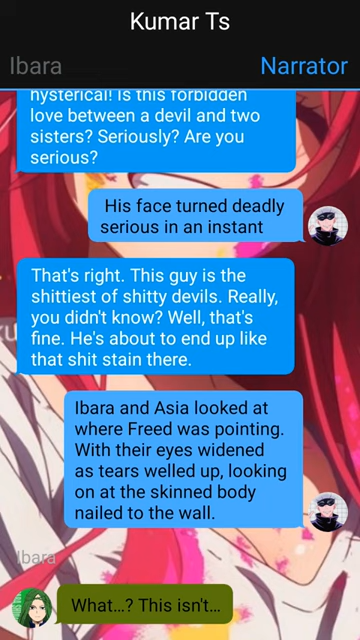 Kumar Ts
Ibara
Narrator
hysterical! Is this forbidden
love between a devil and two
sisters? Seriously? Are you
serious?
His face turned deadly
serious in an instant
That's right. This guy is the
shittiest of shitty devils. Really,
you didn't know? Well, that's
fine. He's about to end up like
that shit stain there.
Ibara and Asia looked at
where Freed was pointing.
With their eyes widened
as tears welled up, looking
on at the skinned body
nailed to the wall.
Ibara
What...? This isn't...